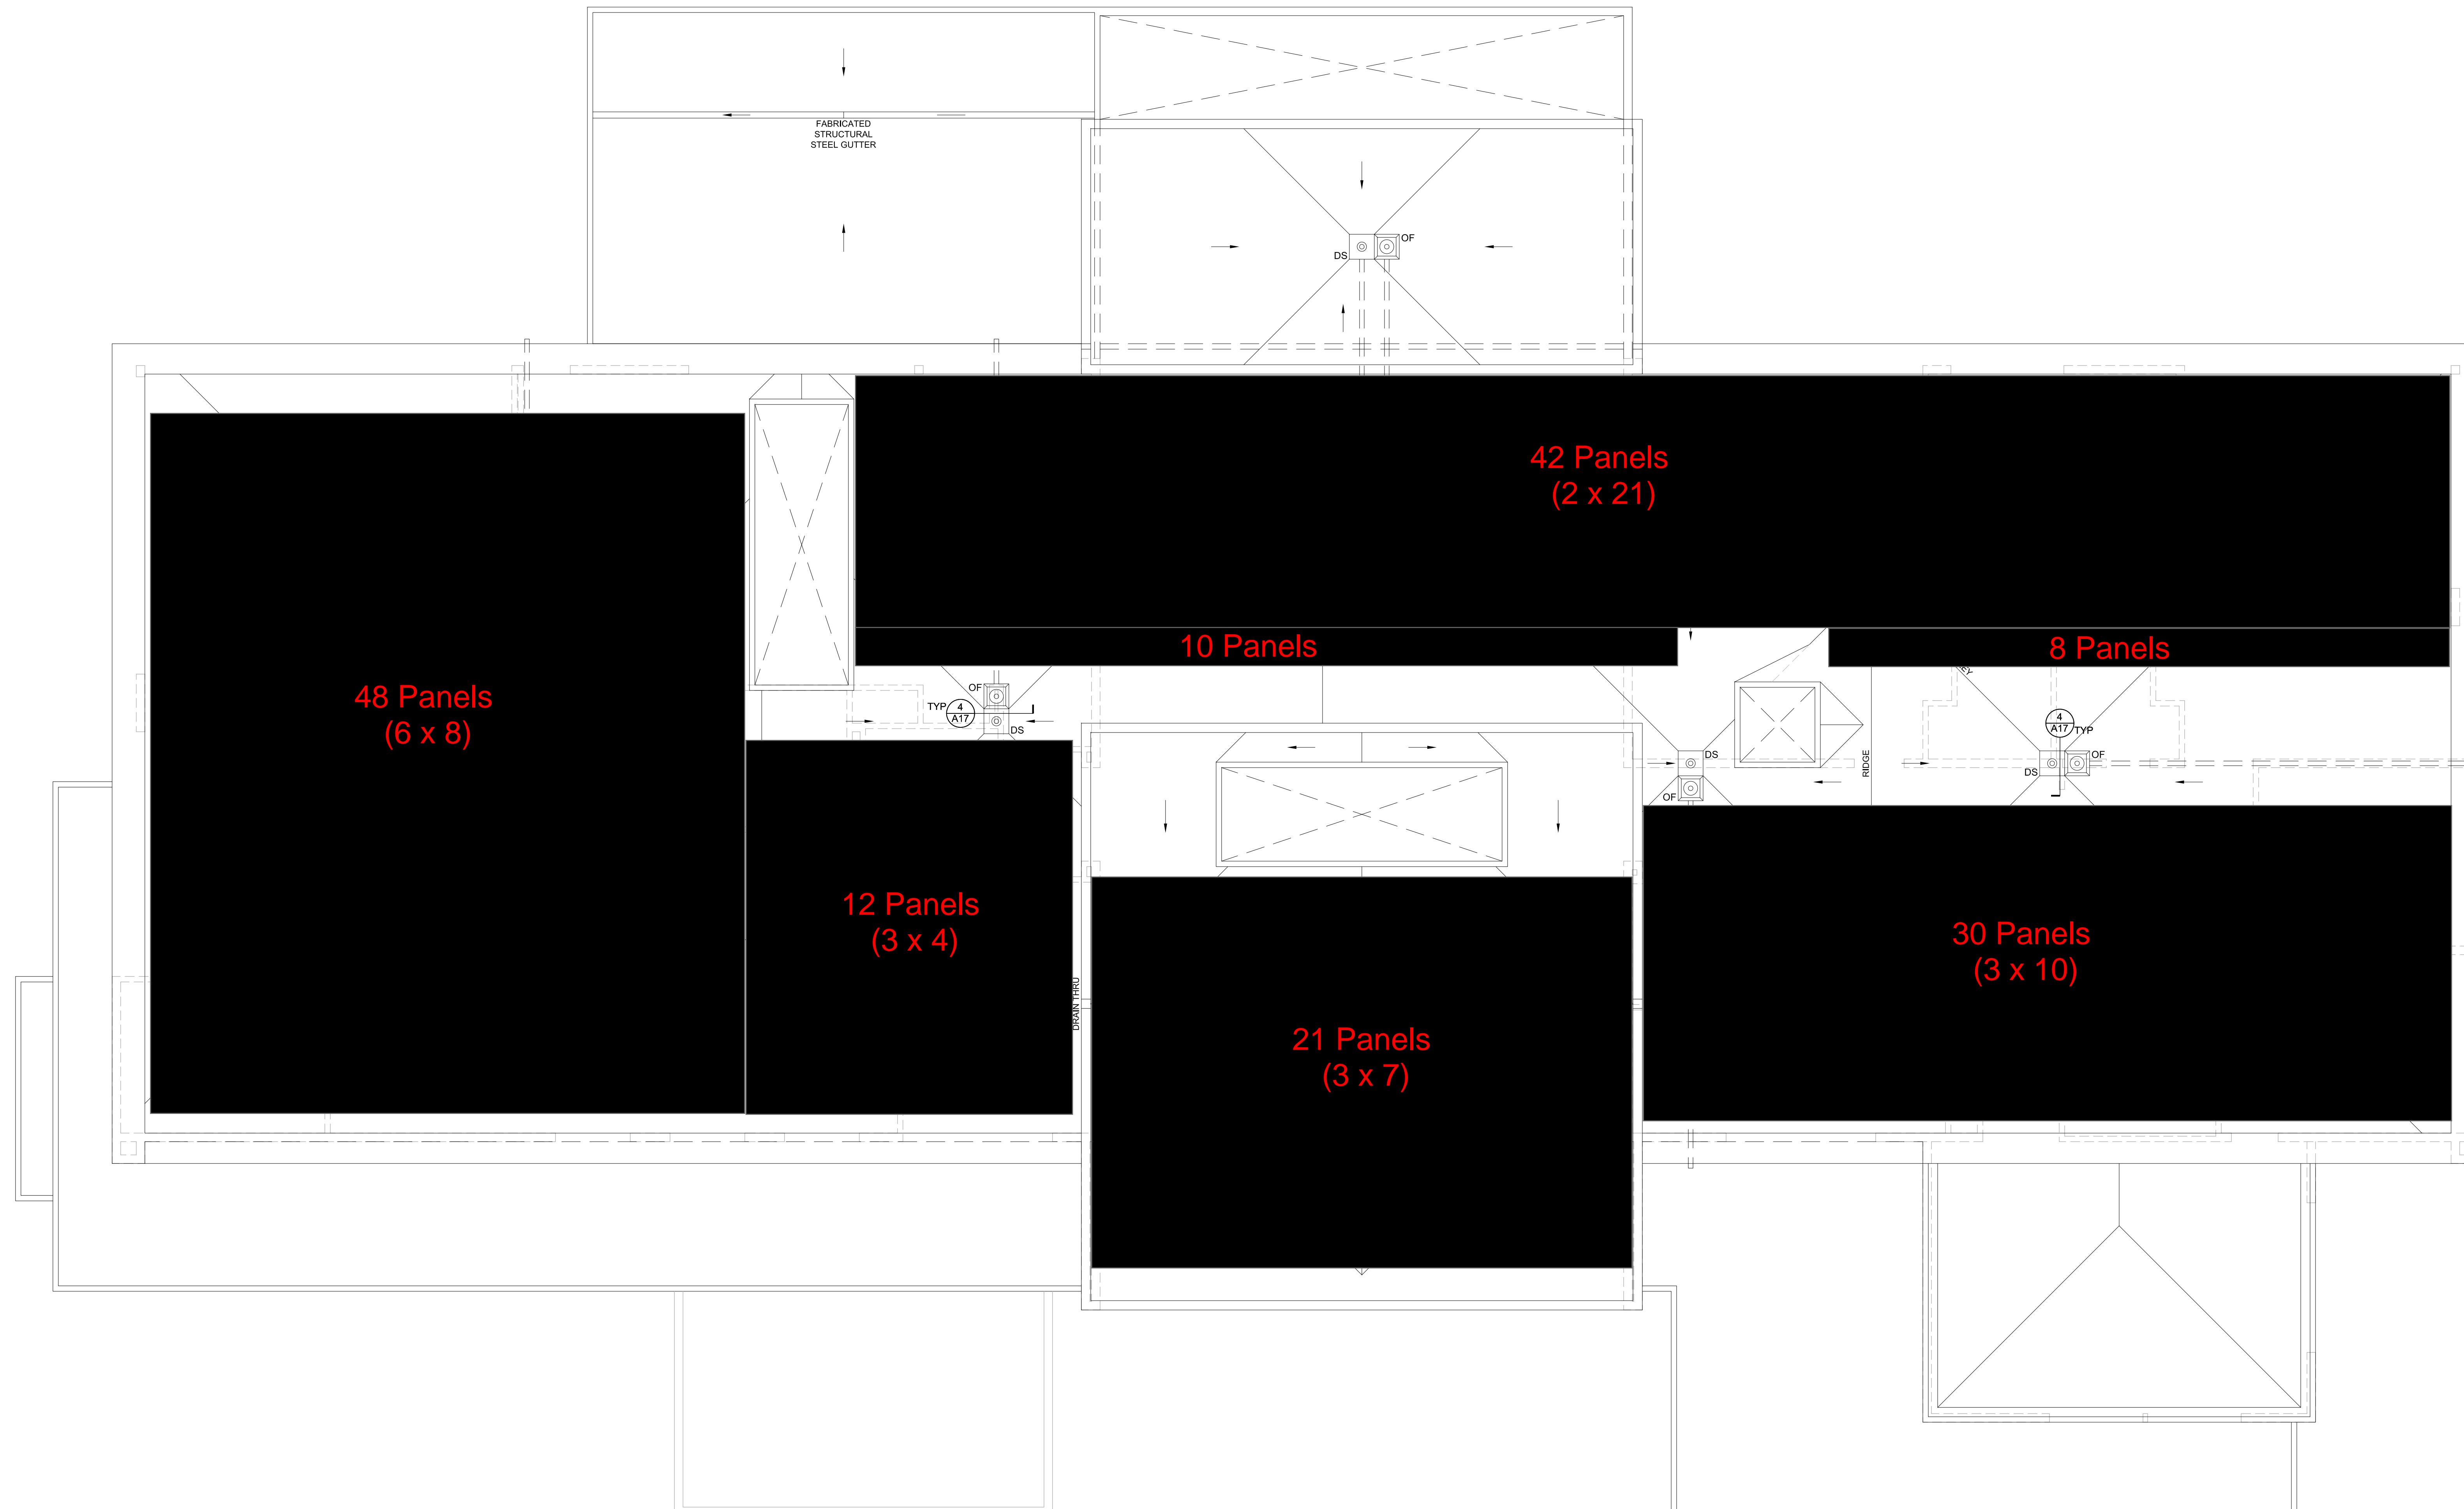 FABRICATED
STRUCTURAL
STEEL GUTTER
OF
DS
42 Panels
(2 x 21)
10 Panels
8 Panels
48 Panels
(6 x 8)
OF
TYP
4
A17
DS
4
A17
TYP
OF
DS
DS
OF
RIDGE
12 Panels
(3 x 4)
DRAIN THRU
21 Panels
(3 x 7)
30 Panels
(3 x 10)